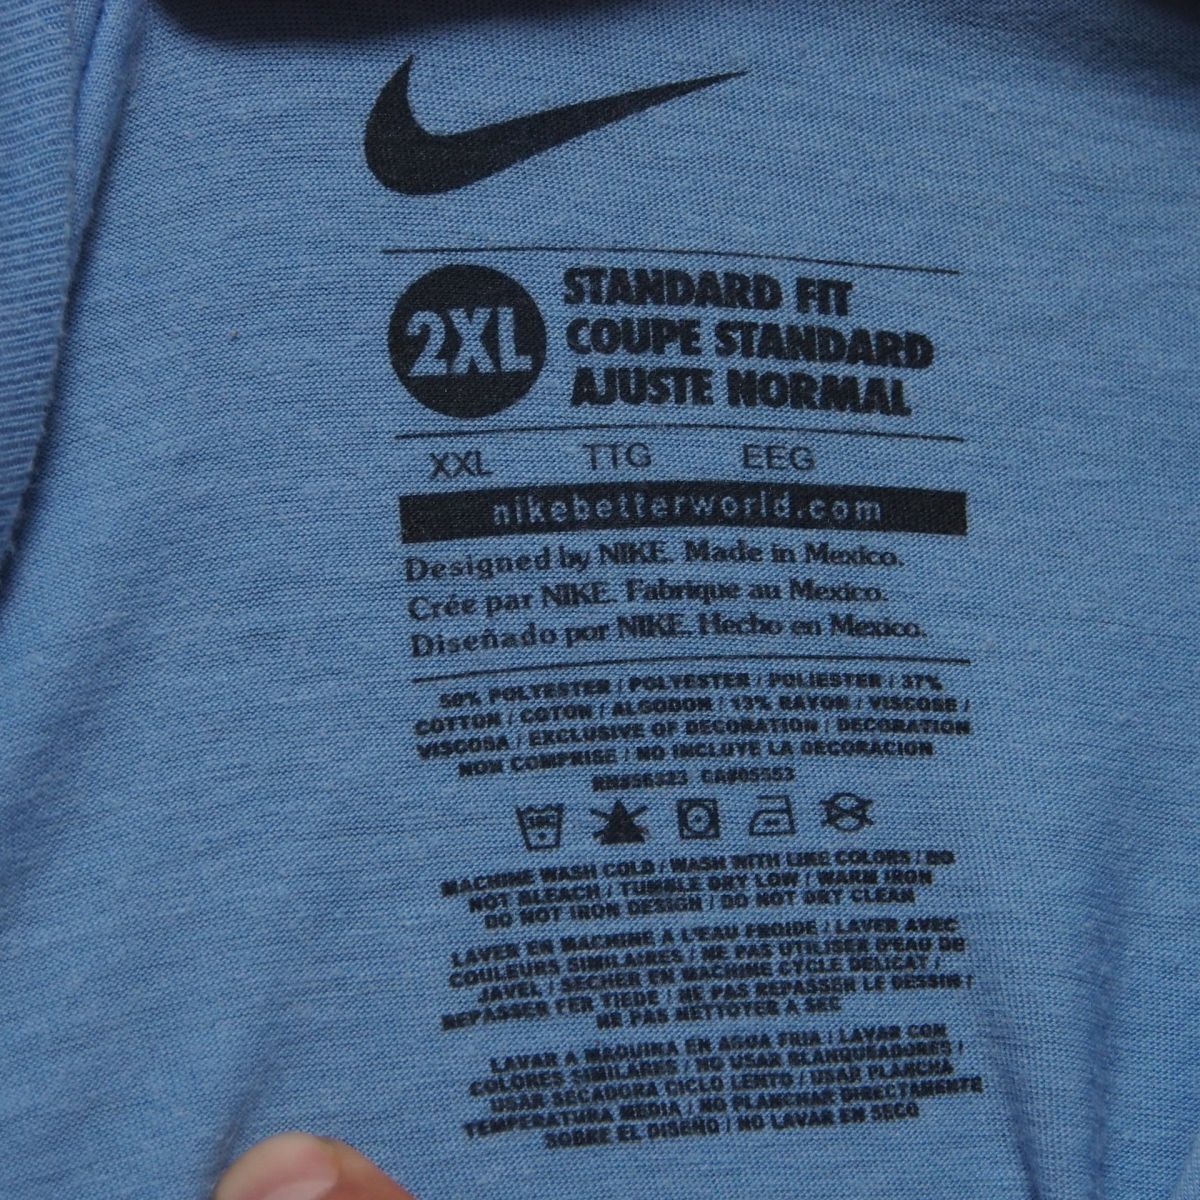 2XL
STANDARD FIT
COUPE STANDARD
AJUSTE NORMAL
XXL TTG EEG
nikebetterworld.com
Designed by NIKE. Made in Mexico.
Crée par NIKE. Fabrique au Mexico.
Diseñado por NIKE. Hecho en Mexico.
50% POLYESTER / POLYESTER / POLIESTER / 37%
COTTON / COTON / ALGODON / 13% RAYON / VISCOSE /
VISCOSA / EXCLUSIVE OF DECORATION / DECORATION
NON COMPRISE / NO INCLUYE LA DECORACION
RN#56323 CA#05553
MACHINE WASH COLD / WASH WITH LIKE COLORS / DO
NOT BLEACH / TUMBLE DRY LOW / WARM IRON
DO NOT IRON DESIGN / DO NOT DRY CLEAN
LAVER EN MACHINE A L'EAU FROIDE / LAVER AVEC
COULEURS SIMILAIRES / NE PAS UTILISER D'EAU DE
JAVEL / SECHER EN MACHINE CYCLE DELICAT /
REPASSER FER TIEDE / NE PAS REPASSER LE DESSIN /
NE PAS NETTOYER A SEC
LAVAR A MAQUINA EN AGUA FRIA / LAVAR CON
COLORES SIMILARES / NO USAR BLANQUEADORES /
USAR SECADORA CICLO LENTO / USAR PLANCHA
TEMPERATURA MEDIA / NO PLANCHAR DIRECTAMENTE
SOBRE EL DISEÑO / NO LAVAR EN SECO